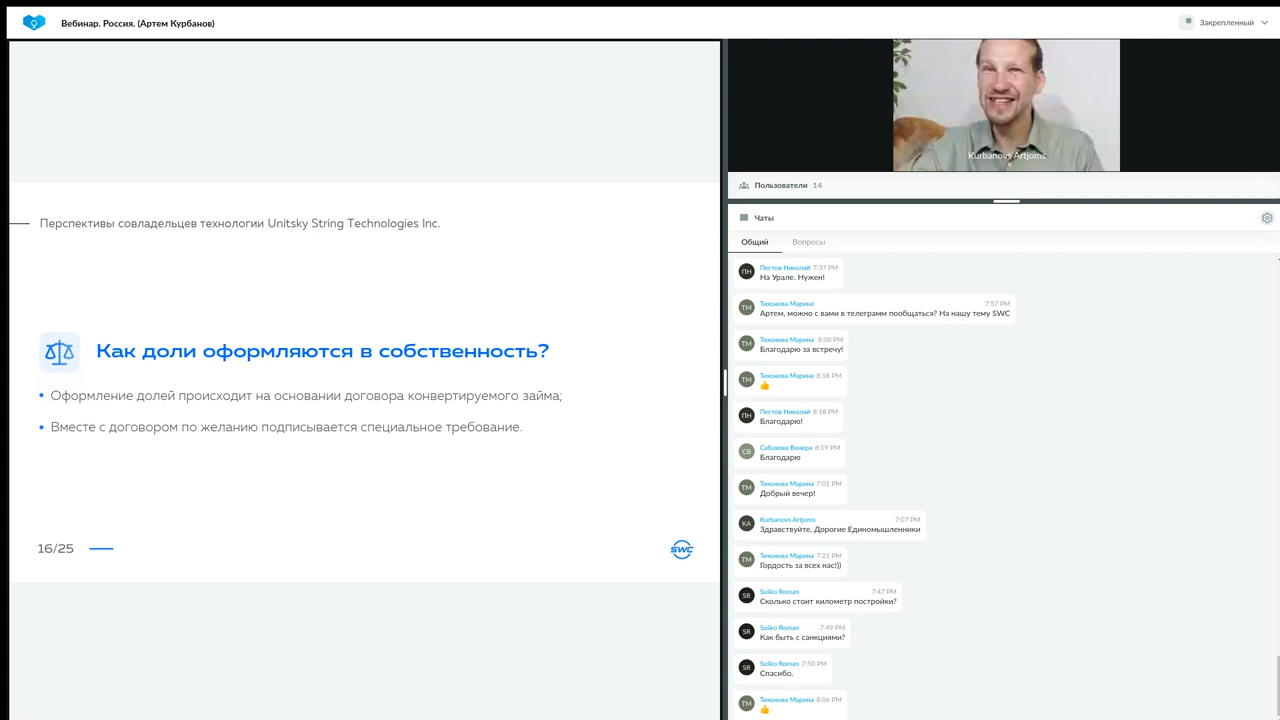 Вебинар. Россия. (Артем Курбанов)
Закрепленный
Перспективы совладельцев технологии Unitsky String Technologies Inc.
Как доли оформляются в собственность?
Оформление долей происходит на основании договора конвертируемого займа;
Вместе с договором по желанию подписывается специальное требование.
16/25
SWC
Kurbanovs Artjoms
Пользователи 14
Чаты
Общий Вопросы
ПН Пестов Николай 7:37 PM
На Урале. Нужен!
ТМ Тихонова Марина 7:57 PM
Артем, можно с вами в телеграмм пообщаться? На нашу тему SWC
ТМ Тихонова Марина 8:00 PM
Благодарю за встречу!
ТМ Тихонова Марина 8:18 PM
👍
ПН Пестов Николай 8:18 PM
Благодарю!
СВ Сабахова Венера 8:19 PM
Благодарю
ТМ Тихонова Марина 7:01 PM
Добрый вечер!
KA Kurbanovs Artjoms 7:07 PM
Здравствуйте, Дорогие Единомышленники
ТМ Тихонова Марина 7:21 PM
Гордость за всех нас!))
SR Suško Roman 7:47 PM
Сколько стоит километр постройки?
SR Suško Roman 7:49 PM
Как быть с санкциями?
SR Suško Roman 7:50 PM
Спасибо.
ТМ Тихонова Марина 8:06 PM
👍